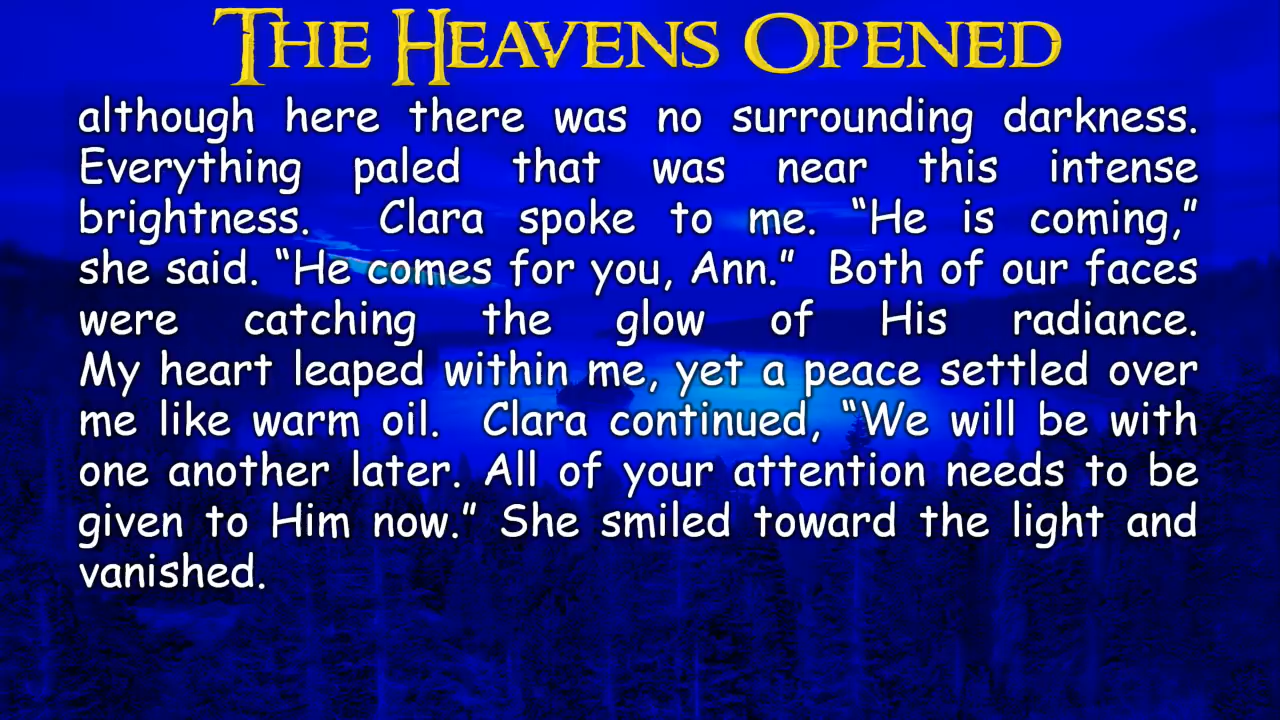 THE HEAVENS OPENED
although here there was no surrounding darkness.
Everything paled that was near this intense
brightness. Clara spoke to me. “He is coming,”
she said. “He comes for you, Ann.” Both of our faces
were catching the glow of His radiance.
My heart leaped within me, yet a peace settled over
me like warm oil. Clara continued, “We will be with
one another later. All of your attention needs to be
given to Him now.” She smiled toward the light and
vanished.